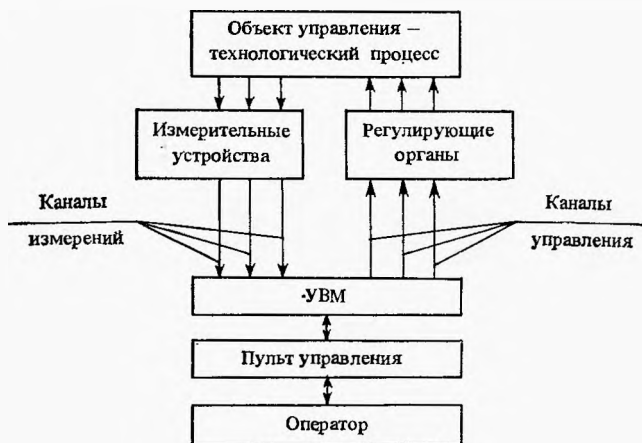 Объект управления —
технологический процесс
Измерительные
устройства
Регулирующие
органы
Каналы
измерений
Каналы
управления
УВМ
Пульт управления
Оператор